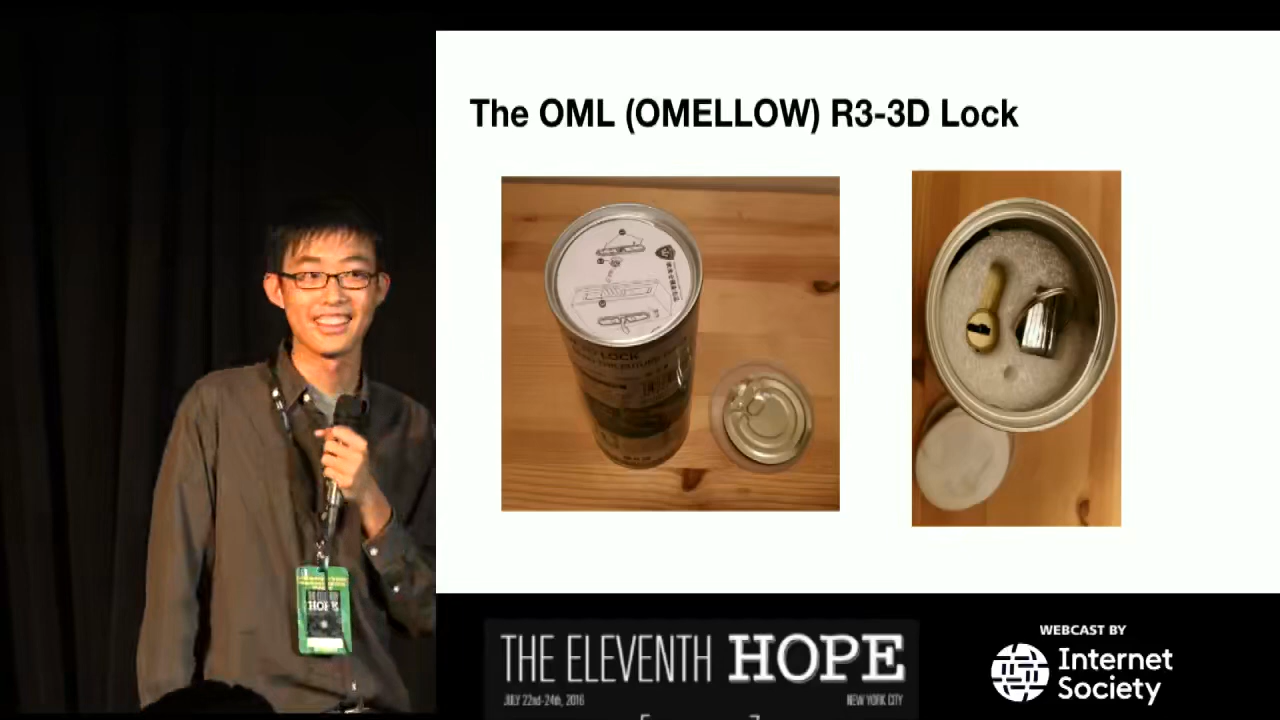 The OML (OMELLOW) R3-3D Lock
LOCK
HOPE
THE ELEVENTH HOPE
JULY 22nd-24th, 2016
NEW YORK CITY
WEBCAST BY
Internet
Society